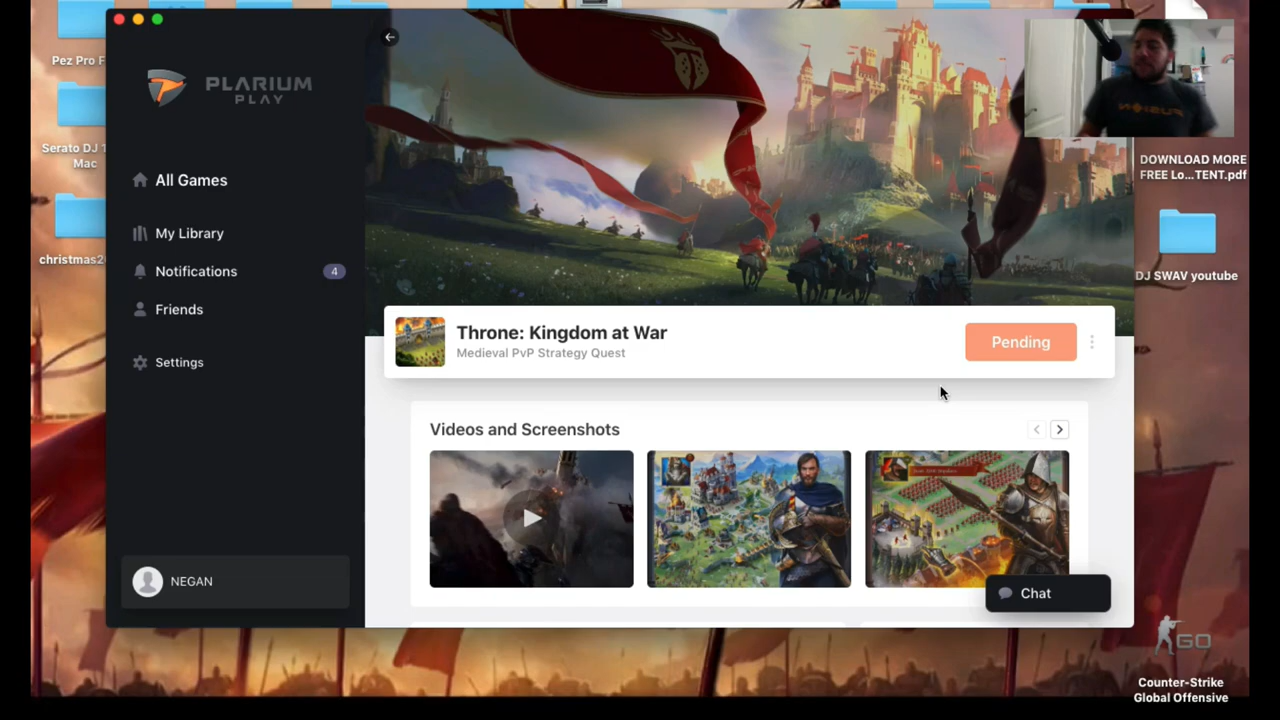 Pez Pro F
Serato DJ
Mac
christmas2
PLARIUM
PLAY
All Games
My Library
Notifications
4
Friends
Settings
NEGAN
Throne: Kingdom at War
Medieval PvP Strategy Quest
Pending
Videos and Screenshots
Chat
DOWNLOAD MORE
FREE Lo...TENT.pdf
DJ SWAV youtube
GO
Counter-Strike
Global Offensive